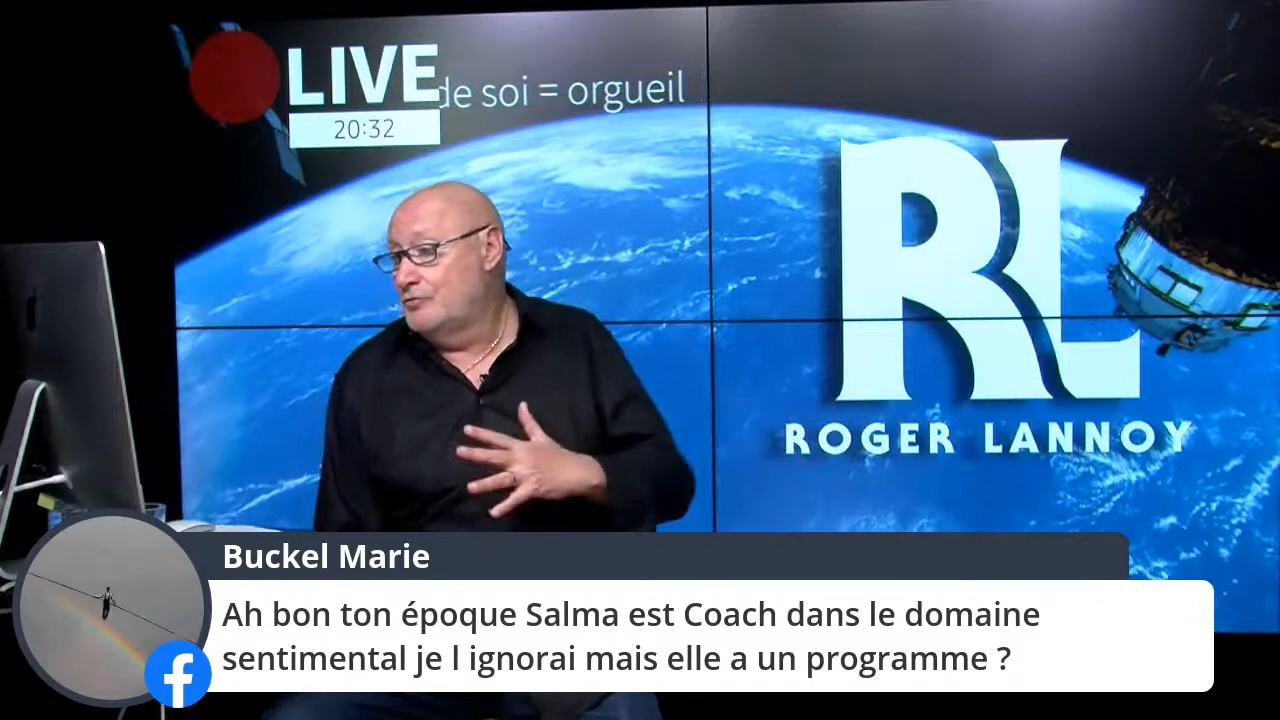 LIVE
de soi = orgueil
20:32
RL
ROGER LANNOY
Buckel Marie
Ah bon ton époque Salma est Coach dans le domaine
sentimental je l ignorai mais elle a un programme ?